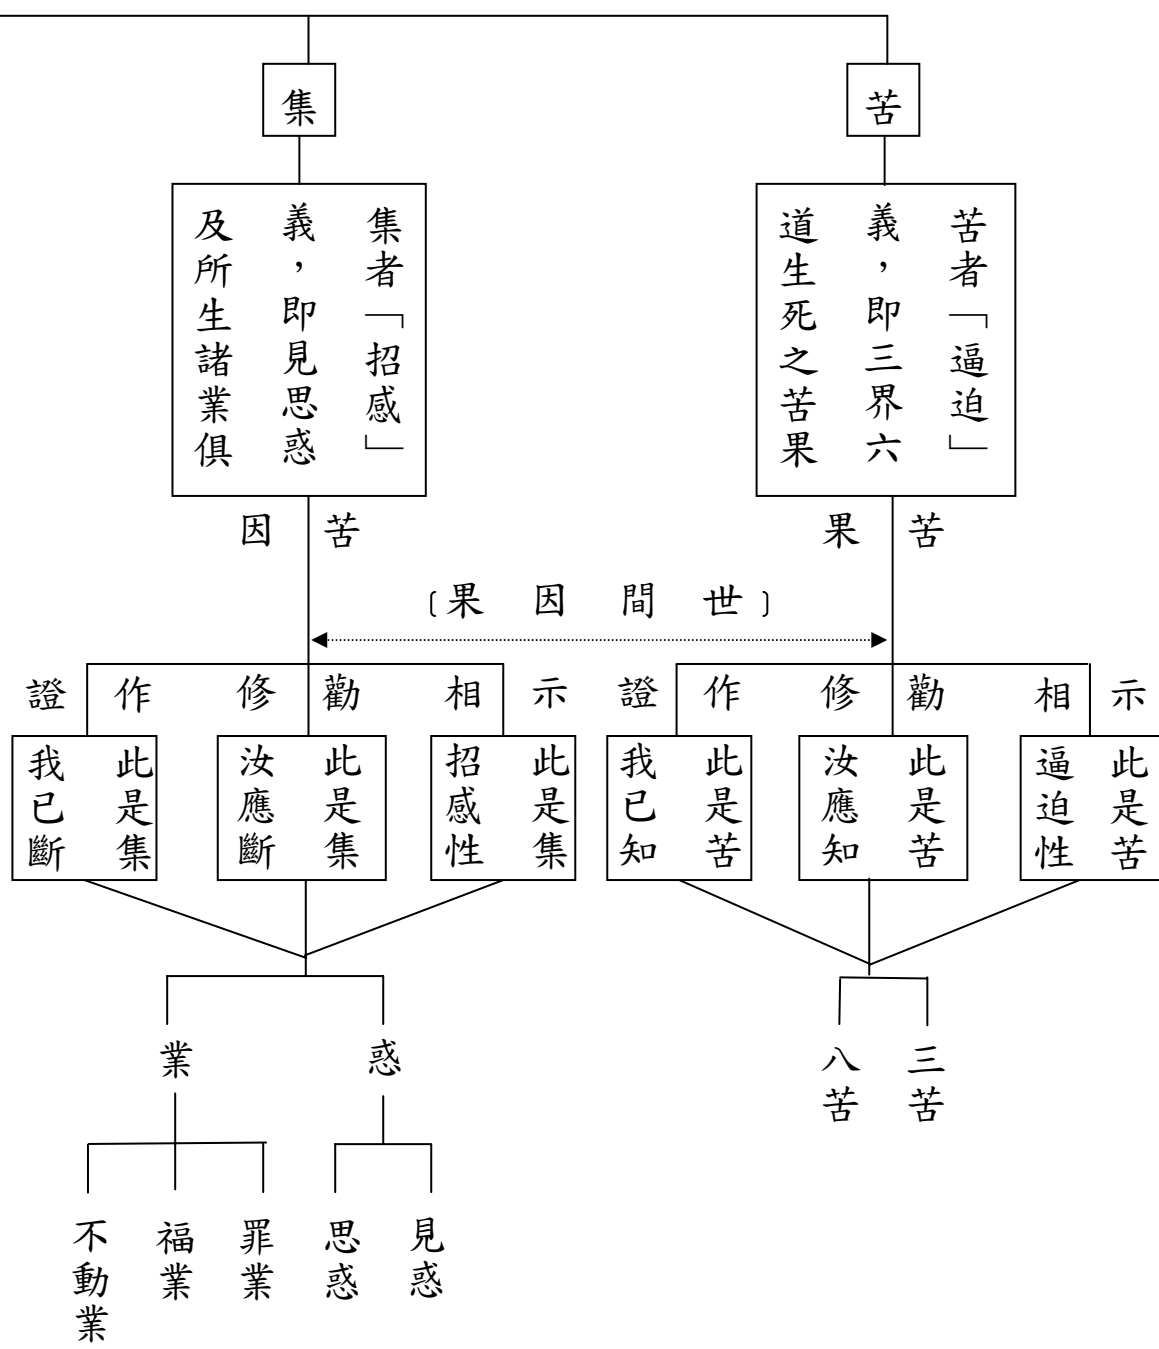 苦
集
苦者「逼迫」
義，即三界六
道生死之苦果
集者「招感」
義，即見思惑
及所生諸業俱
苦果
苦因
〔世間因果〕
示相
勸修
作證
示相
勸修
作證
此是苦
逼迫性
此是苦
汝應知
此是苦
我已知
此是集
招感性
此是集
汝應斷
此是集
我已斷
三苦
八苦
惑
業
見惑
思惑
罪業
福業
不動業